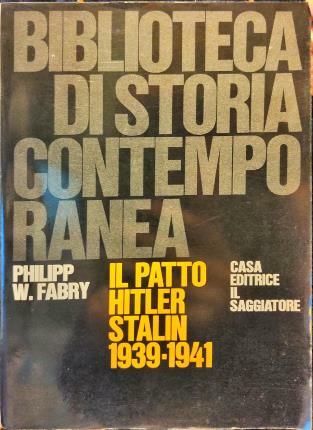 BIBLIOTECA
DI STORIA
CONTEMPO
RANEA
PHILIPP
W. FABRY
IL PATTO
HITLER
STALIN
1939-1941
CASA
EDITRICE
IL
SAGGIATORE